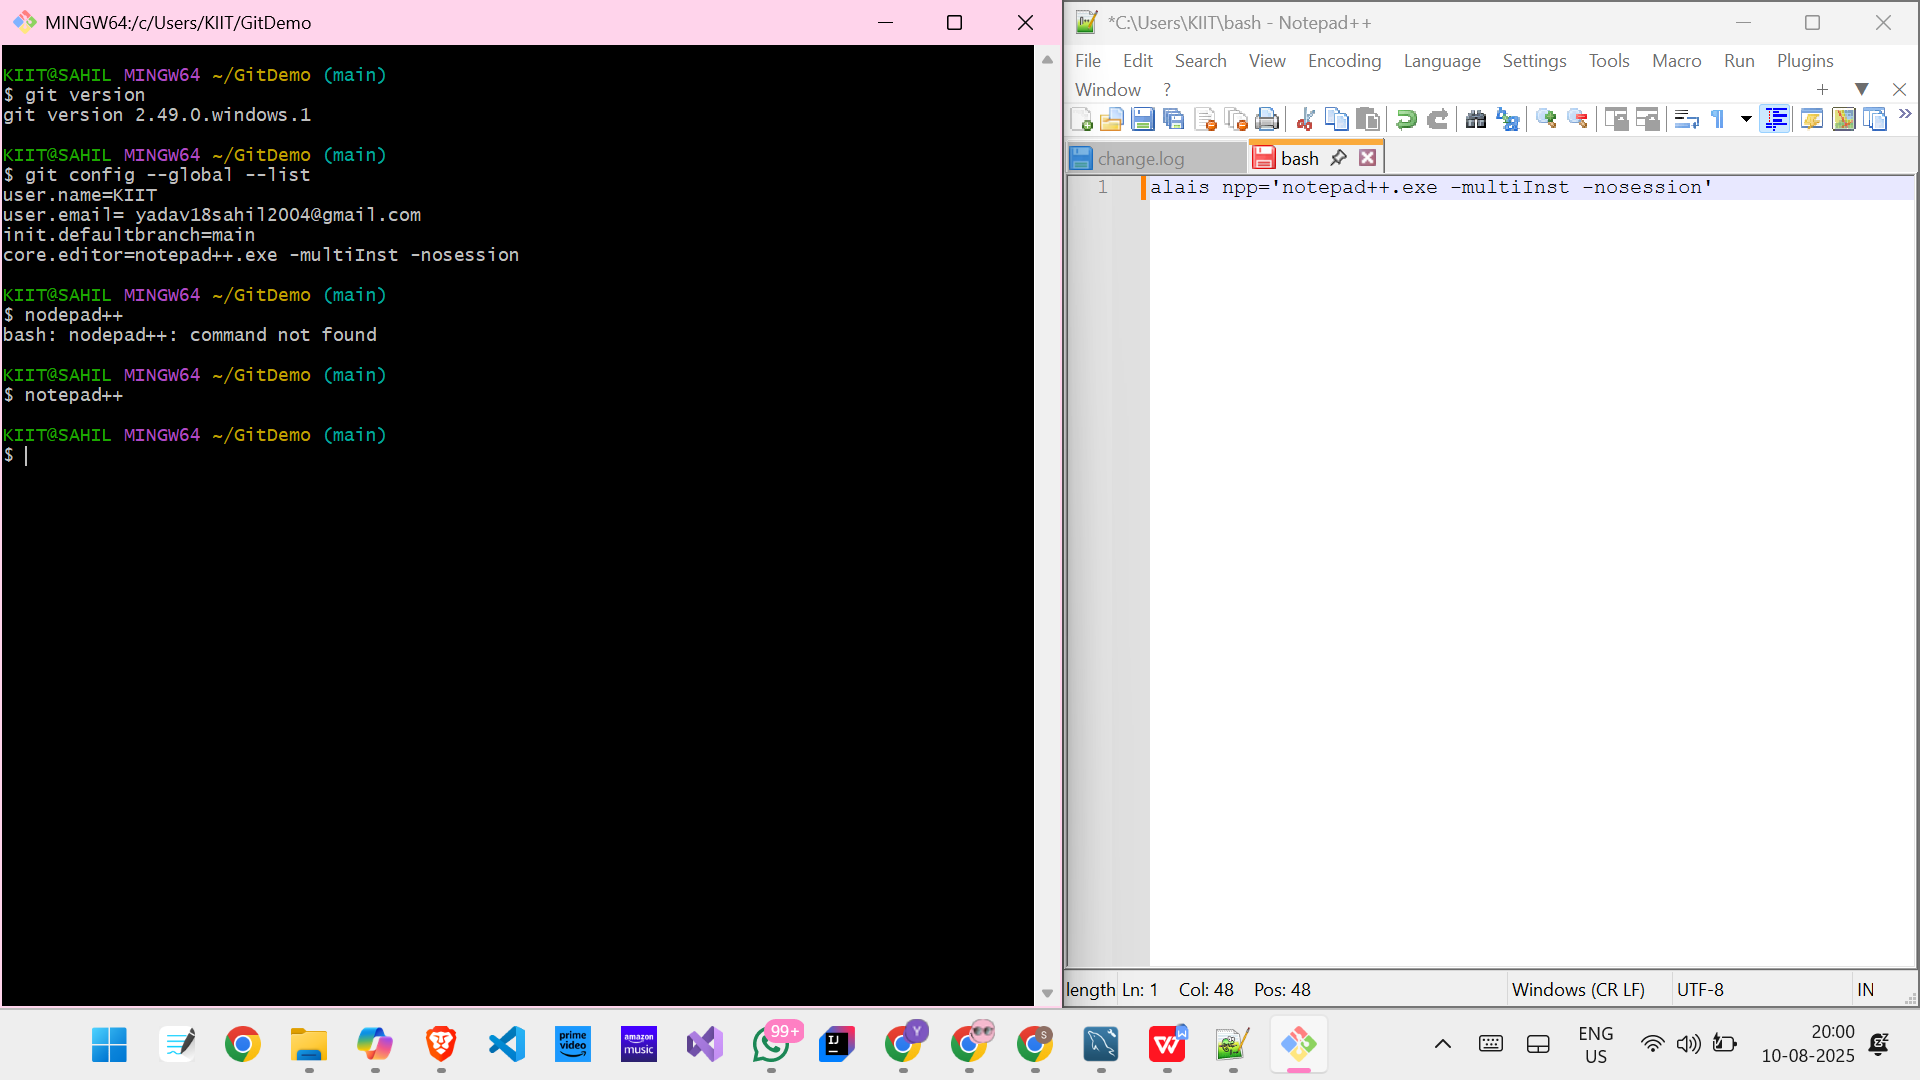 MINGW64:/c/Users/KIIT/GitDemo
KIIT@SAHIL MINGW64 ~/GitDemo (main)
$ git version
git version 2.49.0.windows.1
KIIT@SAHIL MINGW64 ~/GitDemo (main)
$ git config --global --list
user.name=KIIT
user.email= yadav18sahil2004@gmail.com
init.defaultbranch=main
core.editor=notepad++.exe -multiInst -nosession
KIIT@SAHIL MINGW64 ~/GitDemo (main)
$ nodepad++
bash: nodepad++: command not found
KIIT@SAHIL MINGW64 ~/GitDemo (main)
$ notepad++
KIIT@SAHIL MINGW64 ~/GitDemo (main)
$
*C:\Users\KIIT\bash - Notepad++
File Edit Search View Encoding Language Settings Tools Macro Run Plugins
Window ?
change.log bash
1 alais npp='notepad++.exe -multiInst -nosession'
length Ln: 1 Col: 48 Pos: 48 Windows (CR LF) UTF-8 IN
prime video
amazon music
99+
IJ
Y
S
W
ENG
US
20:00
10-08-2025